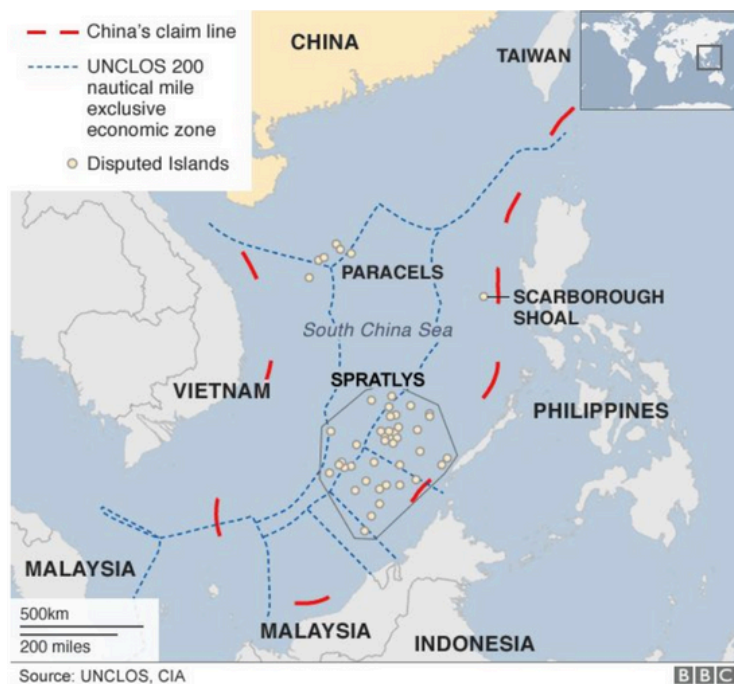 China's claim line
UNCLOS 200
nautical mile
exclusive
economic zone
Disputed Islands
CHINA
TAIWAN
PARACELS
SCARBOROUGH
SHOAL
South China Sea
SPRATLYS
VIETNAM
PHILIPPINES
MALAYSIA
500km
200 miles
MALAYSIA
INDONESIA
Source: UNCLOS, CIA
BBC